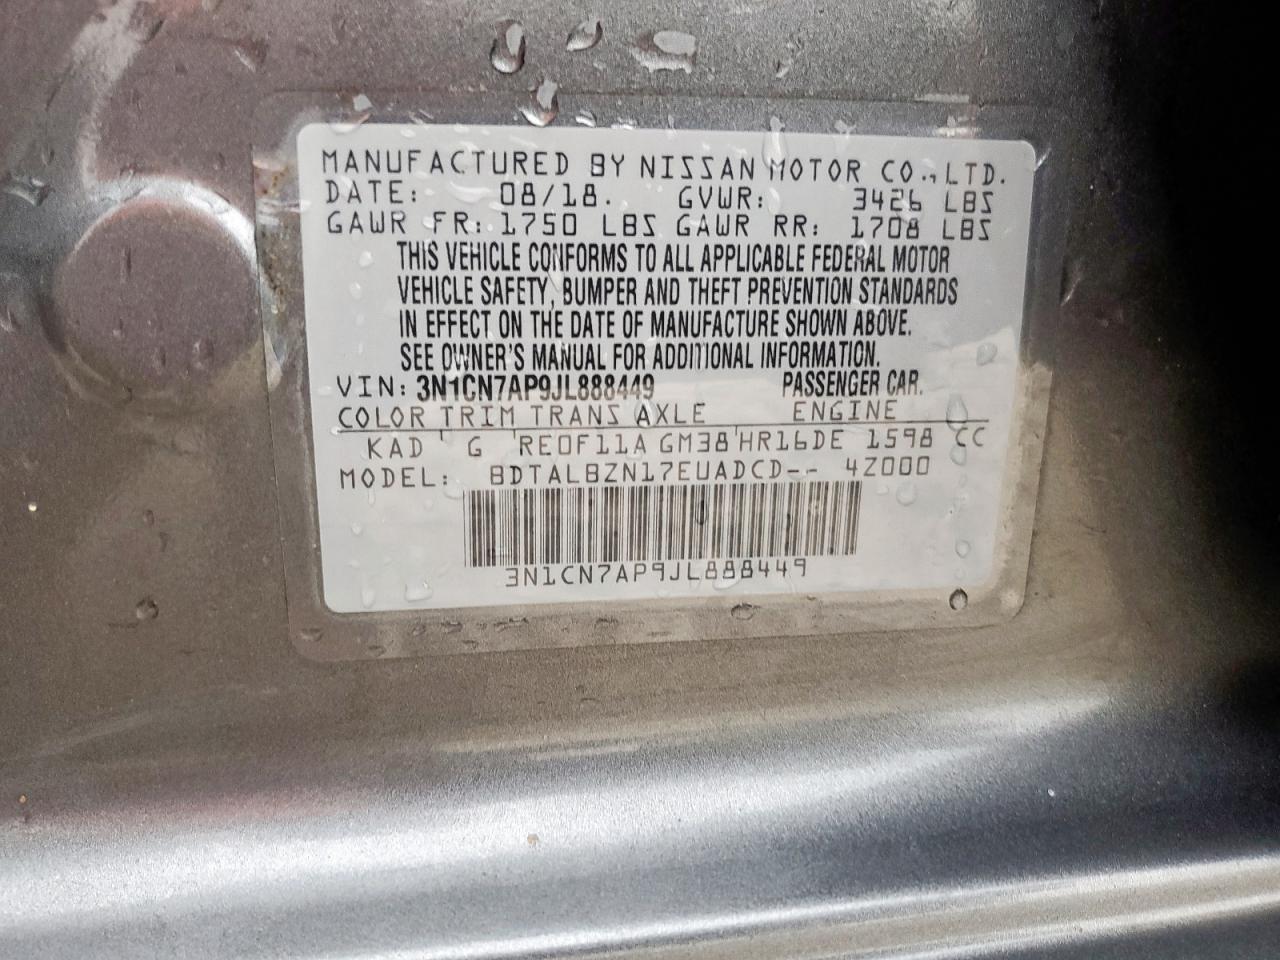 MANUFACTURED BY NISSAN MOTOR CO., LTD.
DATE: 08/18. GVWR: 3426 LBS
GAWR FR: 1750 LBS GAWR RR: 1708 LBS
THIS VEHICLE CONFORMS TO ALL APPLICABLE FEDERAL MOTOR
VEHICLE SAFETY, BUMPER AND THEFT PREVENTION STANDARDS
IN EFFECT ON THE DATE OF MANUFACTURE SHOWN ABOVE.
SEE OWNER'S MANUAL FOR ADDITIONAL INFORMATION.
VIN: 3N1CN7AP9JL888449 PASSENGER CAR.
COLOR TRIM TRANS AXLE ENGINE
KAD G RE0F11A GM38 HR16DE 1598 CC
MODEL: BDTALBZN17EUADCD-- 4Z000
3N1CN7AP9JL888449